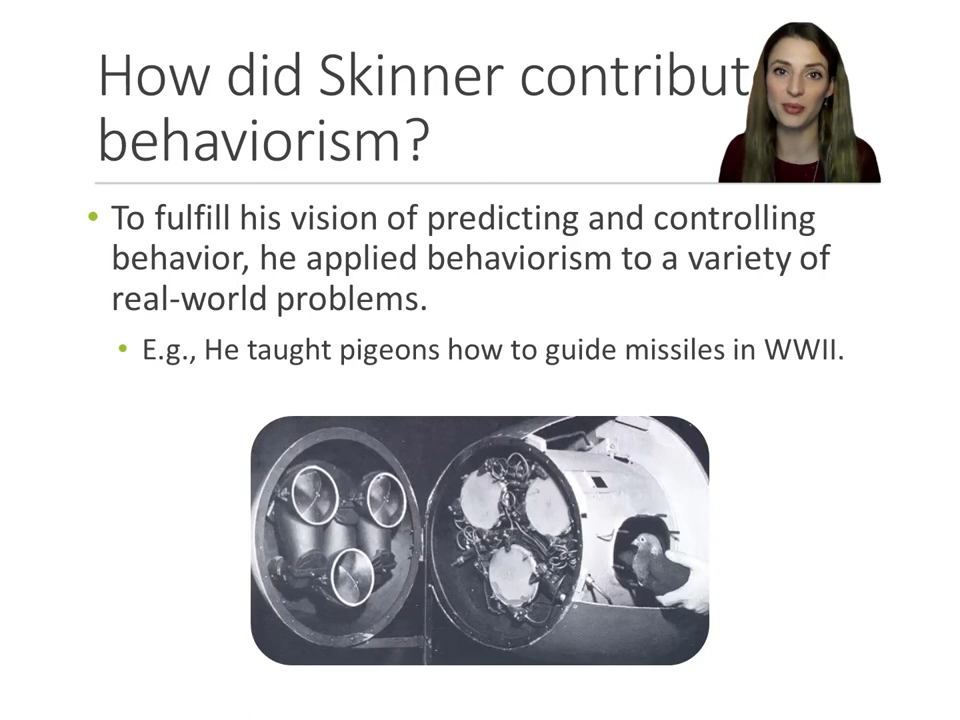 How did Skinner contribut
behaviorism?
• To fulfill his vision of predicting and controlling
behavior, he applied behaviorism to a variety of
real-world problems.
• E.g., He taught pigeons how to guide missiles in WWII.